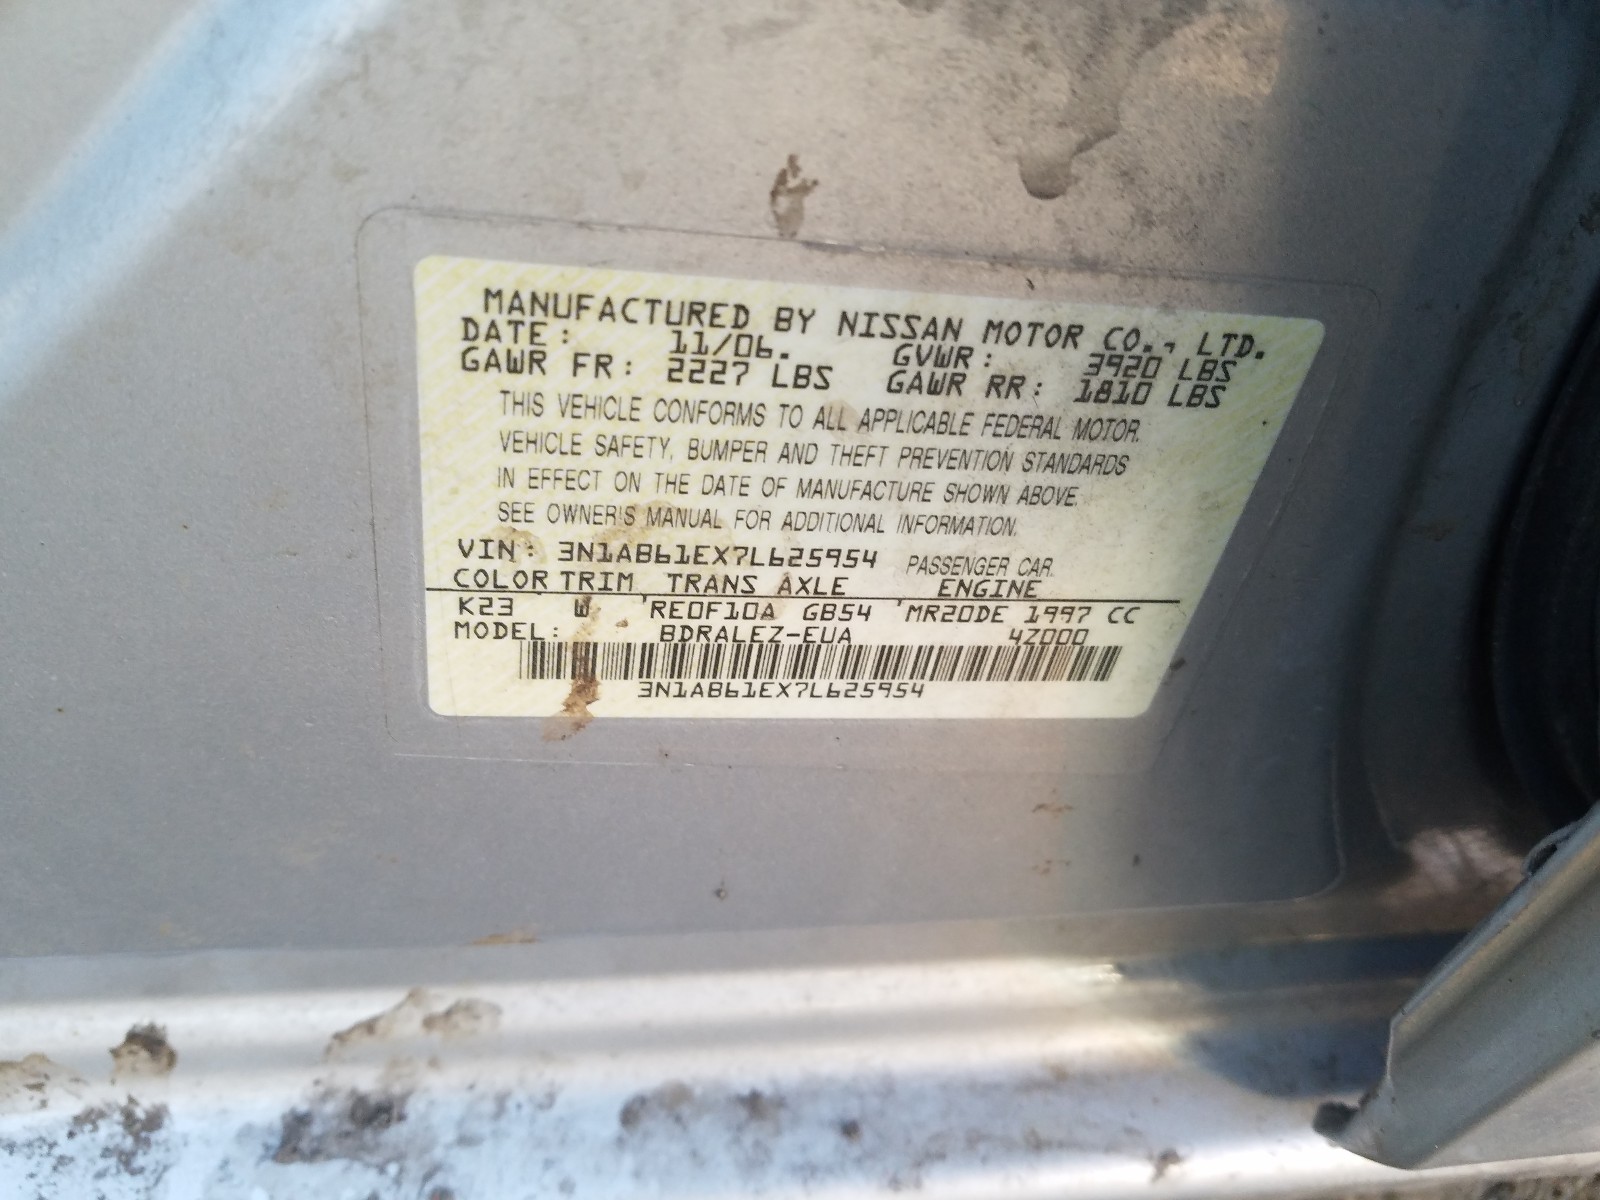 MANUFACTURED BY NISSAN MOTOR CO., LTD.
DATE: 11/06. GVWR: 3920 LBS
GAWR FR: 2227 LBS GAWR RR: 1810 LBS
THIS VEHICLE CONFORMS TO ALL APPLICABLE FEDERAL MOTOR
VEHICLE SAFETY, BUMPER AND THEFT PREVENTION STANDARDS
IN EFFECT ON THE DATE OF MANUFACTURE SHOWN ABOVE.
SEE OWNER'S MANUAL FOR ADDITIONAL INFORMATION.
VIN: 3N1AB61EX7L625954 PASSENGER CAR
COLOR TRIM TRANS AXLE ENGINE
K23 W RE0F10A GB54 MR20DE 1997 CC
MODEL: BDRALEZ-EUA 4Z000
3N1AB61EX7L625954